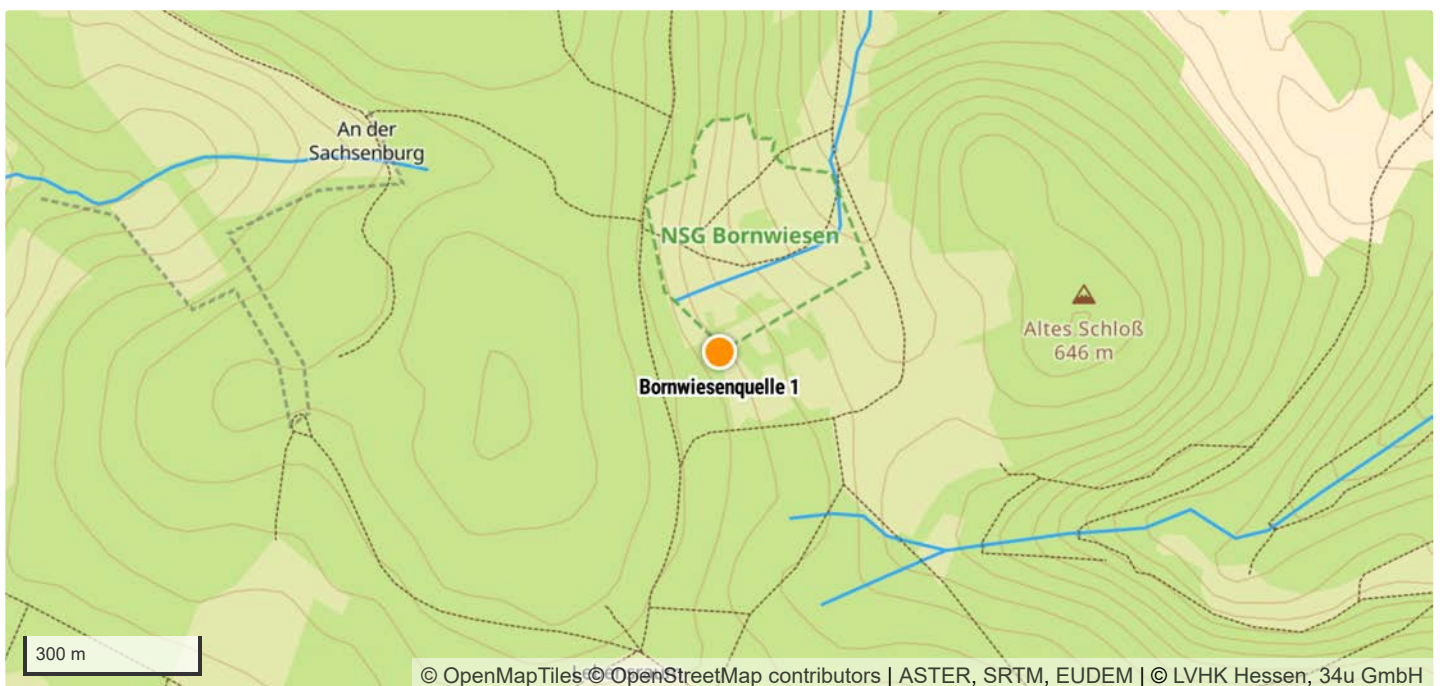 An der
Sachsenburg
NSG Bornwiesen
Altes Schloß
646 m
Bornwiesenquelle 1
300 m
© OpenMapTiles © OpenStreetMap contributors | ASTER, SRTM, EUDEM | © LVHK Hessen, 34u GmbH